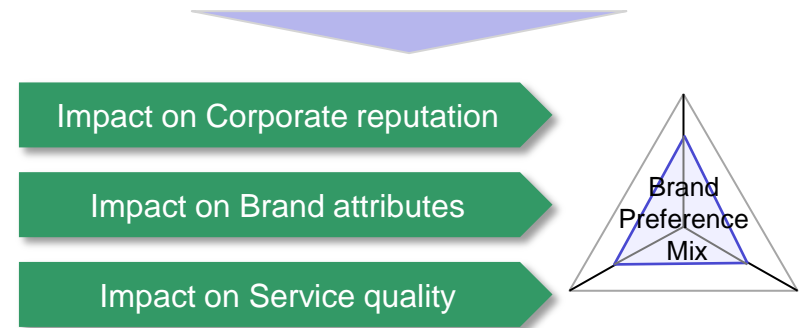 Impact on Corporate reputation
Impact on Brand attributes
Impact on Service quality
Brand
Preference
Mix